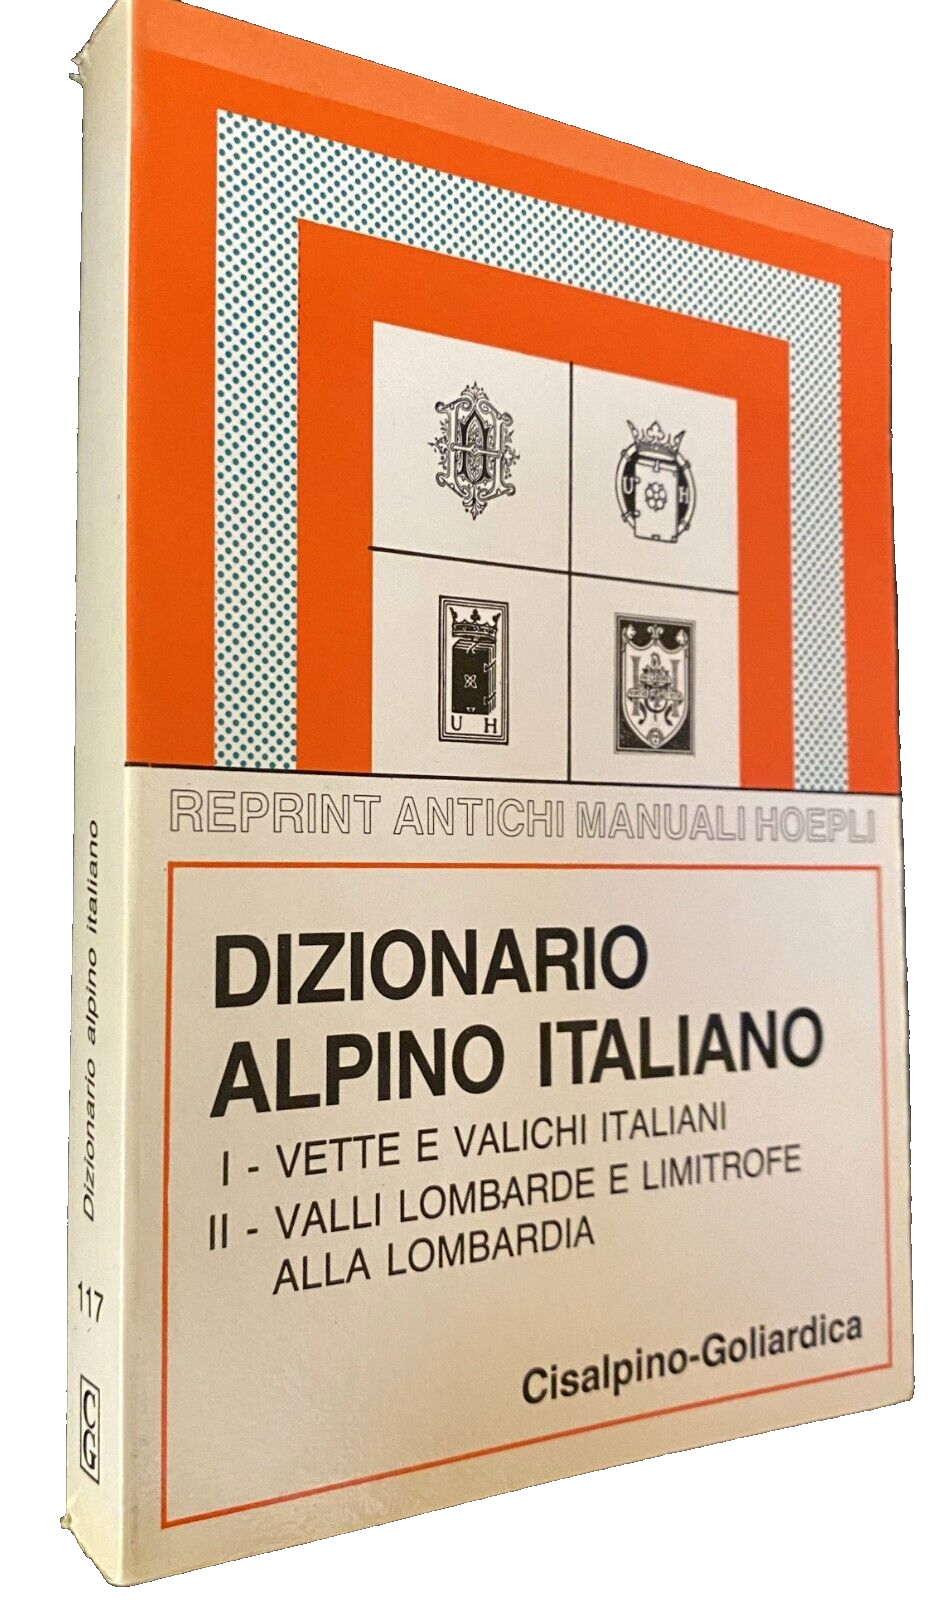 U H
U H
REPRINT ANTICHI MANUALI HOEPLI
DIZIONARIO
ALPINO ITALIANO
I - VETTE E VALICHI ITALIANI
II - VALLI LOMBARDE E LIMITROFE
ALLA LOMBARDIA
Cisalpino-Goliardica
Dizionario alpino italiano
117
CG